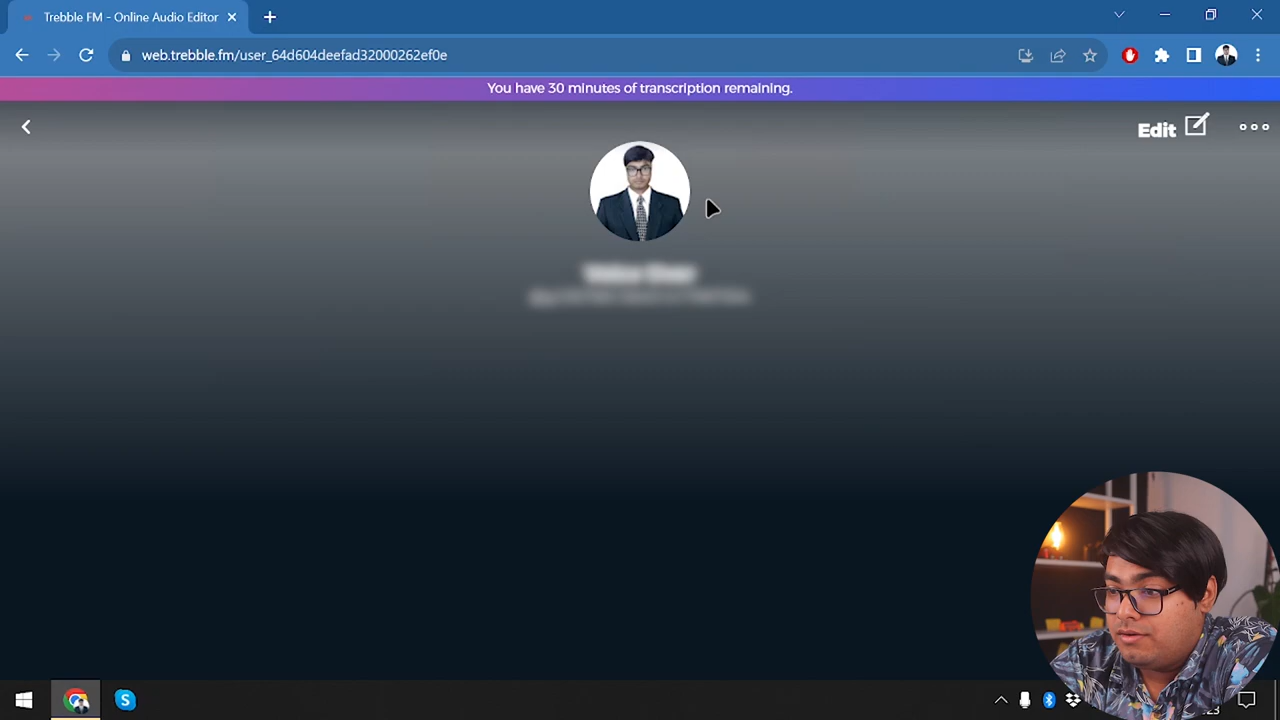 Trebble FM - Online Audio Editor
web.trebble.fm/user_64d604deefad32000262ef0e
You have 30 minutes of transcription remaining.
Edit